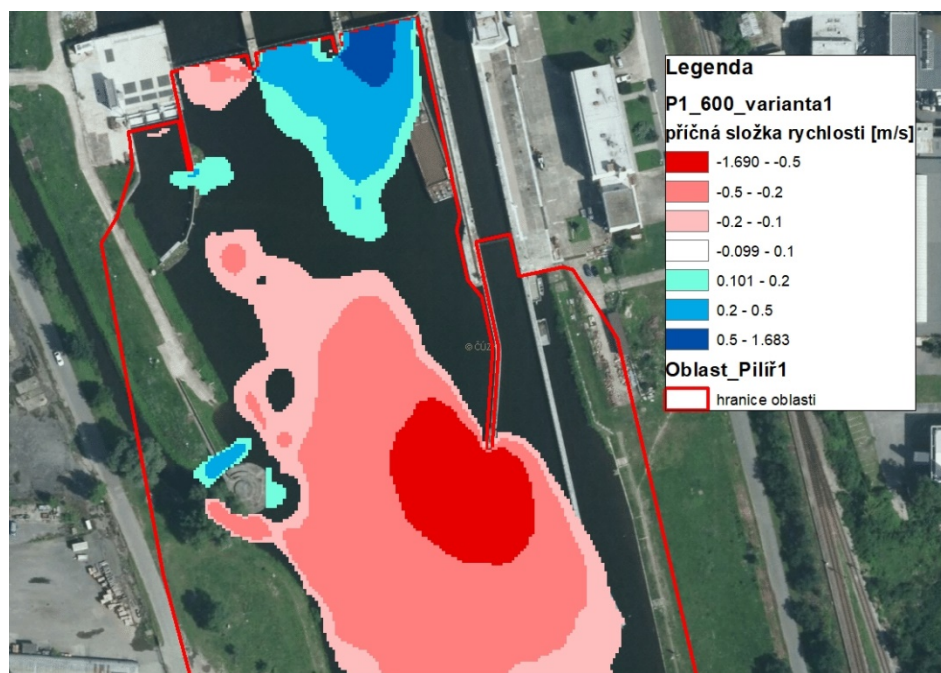 Legenda
P1_600_varianta1
příčná složka rychlosti [m/s]
-1.690 - -0.5
-0.5 - -0.2
-0.2 - -0.1
-0.099 - 0.1
0.101 - 0.2
0.2 - 0.5
0.5 - 1.683
Oblast_Pilíř1
hranice oblasti